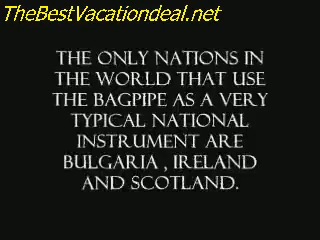 TheBestVacationdeal.net
THE ONLY NATIONS IN
THE WORLD THAT USE
THE BAGPIPE AS A VERY
TYPICAL NATIONAL
INSTRUMENT ARE
BULGARIA , IRELAND
AND SCOTLAND.